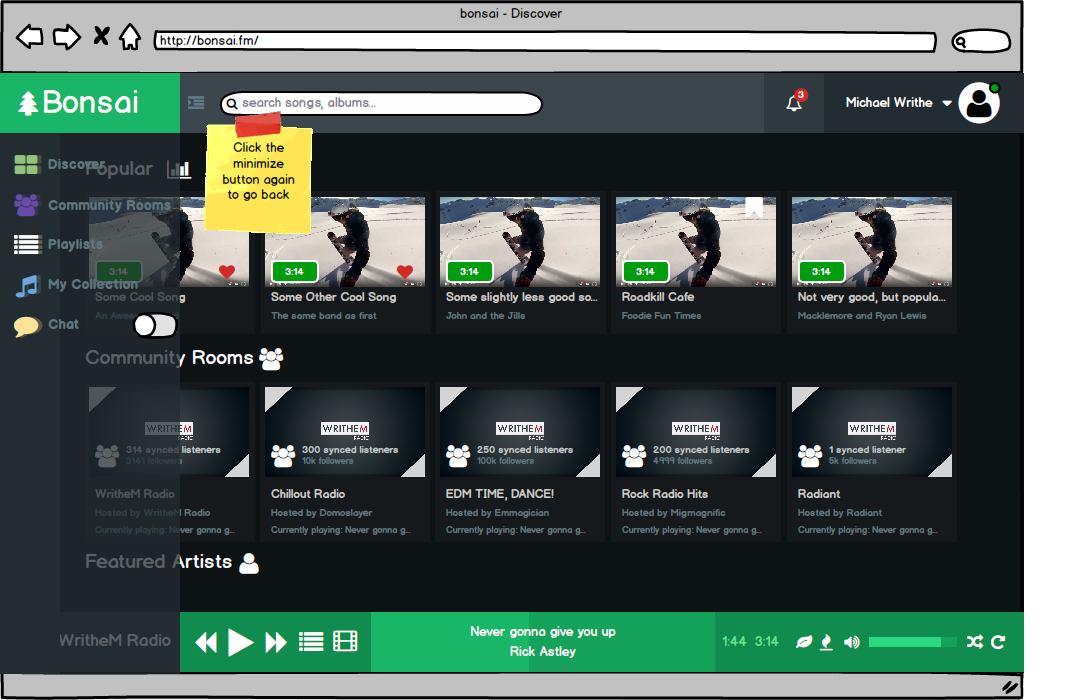 bonsai - Discover
http://bonsai.fm/
Bonsai
search songs, albums...
3
Michael Writhe
Click the
minimize
button again
to go back
Discover
Community Rooms
Playlists
My Collection
Chat
Popular
3:14
3:14
3:14
3:14
3:14
Some Cool Song
Some Other Cool Song
Some slightly less good so...
Roadkill Cafe
Not very good, but popula...
An Awes
The same band as first
John and the Jills
Foodie Fun Times
Macklemore and Ryan Lewis
Community Rooms
WRITHEM
RADIO
314 synced listeners
3141 followers
WRITHEM
RADIO
300 synced listeners
10k followers
WRITHEM
RADIO
250 synced listeners
100k followers
WRITHEM
RADIO
200 synced listeners
4999 followers
WRITHEM
RADIO
1 synced listener
5k followers
WritheM Radio
Hosted by WritheM Radio
Currently playing: Never gonna g...
Chillout Radio
Hosted by Domoslayer
Currently playing: Never gonna g...
EDM TIME, DANCE!
Hosted by Emmagician
Currently playing: Never gonna g...
Rock Radio Hits
Hosted by Migmagnific
Currently playing: Never gonna g...
Radiant
Hosted by Radiant
Currently playing: Never gonna g...
Featured Artists
WritheM Radio
Never gonna give you up
Rick Astley
1:44 3:14